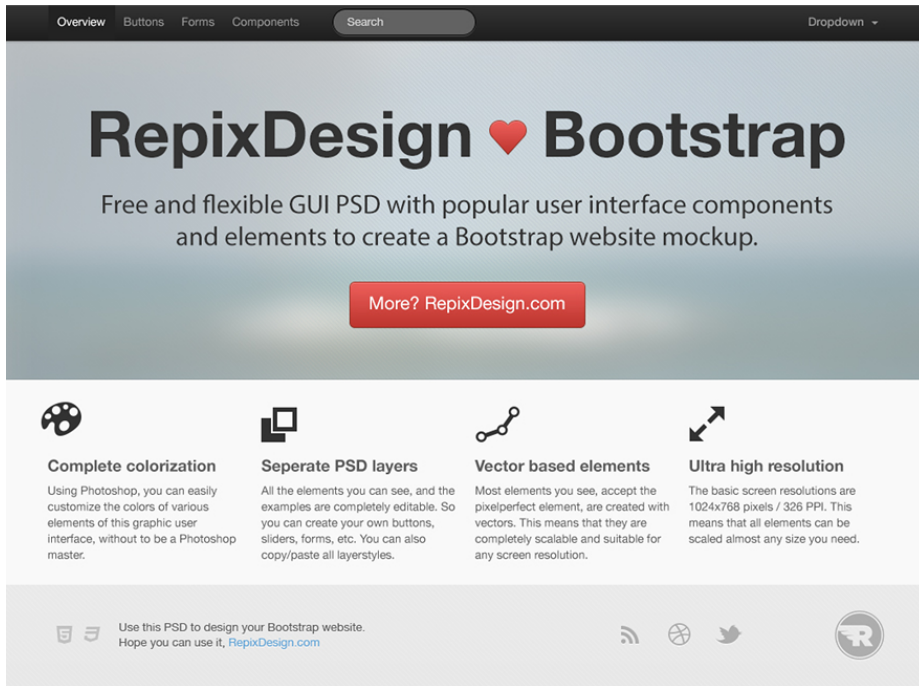 Overview Buttons Forms Components Search Dropdown
RepixDesign Bootstrap
Free and flexible GUI PSD with popular user interface components
and elements to create a Bootstrap website mockup.
More? RepixDesign.com
Complete colorization
Using Photoshop, you can easily
customize the colors of various
elements of this graphic user
interface, without to be a Photoshop
master.
Seperate PSD layers
All the elements you can see, and the
examples are completely editable. So
you can create your own buttons,
sliders, forms, etc. You can also
copy/paste all layerstyles.
Vector based elements
Most elements you see, accept the
pixelperfect element, are created with
vectors. This means that they are
completely scalable and suitable for
any screen resolution.
Ultra high resolution
The basic screen resolutions are
1024x768 pixels / 326 PPI. This
means that all elements can be
scaled almost any size you need.
5 3
Use this PSD to design your Bootstrap website.
Hope you can use it, RepixDesign.com
R